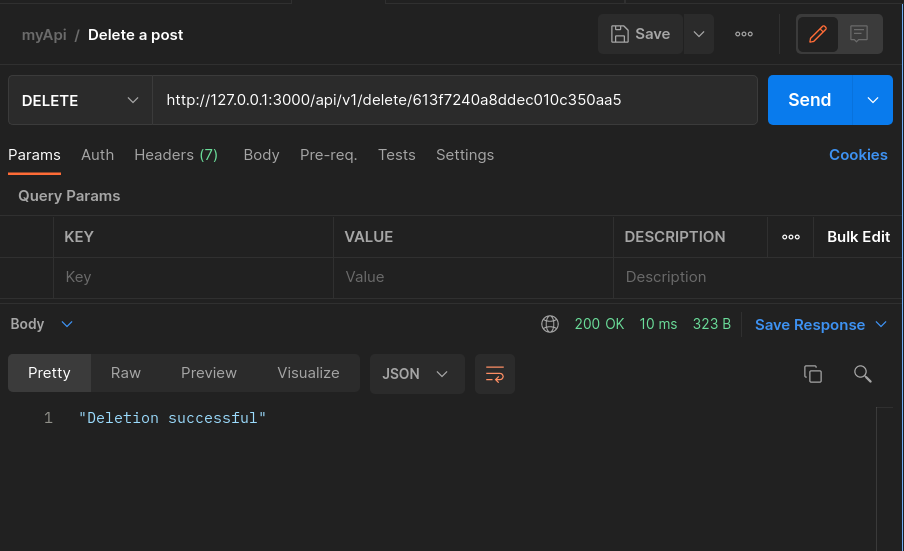 myApi / Delete a post Save
DELETE http://127.0.0.1:3000/api/v1/delete/613f7240a8ddec010c350aa5 Send
Params Auth Headers (7) Body Pre-req. Tests Settings Cookies
Query Params
KEY VALUE DESCRIPTION Bulk Edit
Key Value Description
Body 200 OK 10 ms 323 B Save Response
Pretty Raw Preview Visualize JSON
1 "Deletion successful"